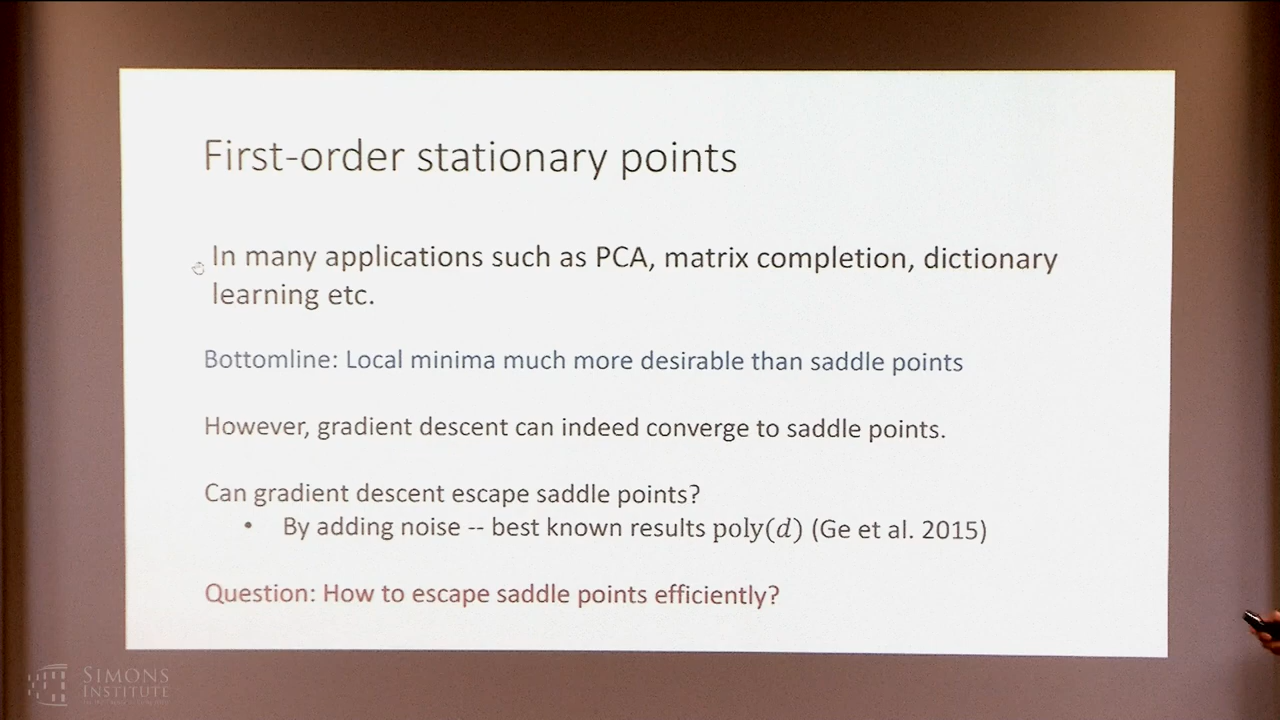 First-order stationary points
In many applications such as PCA, matrix completion, dictionary
learning etc.
Bottomline: Local minima much more desirable than saddle points
However, gradient descent can indeed converge to saddle points.
Can gradient descent escape saddle points?
• By adding noise -- best known results poly(d) (Ge et al. 2015)
Question: How to escape saddle points efficiently?
SIMONS
INSTITUTE